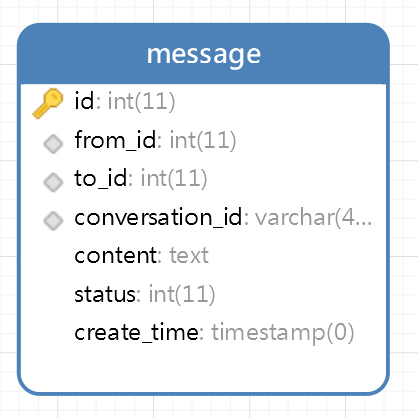 message
id: int(11)
from_id: int(11)
to_id: int(11)
conversation_id: varchar(4...
content: text
status: int(11)
create_time: timestamp(0)